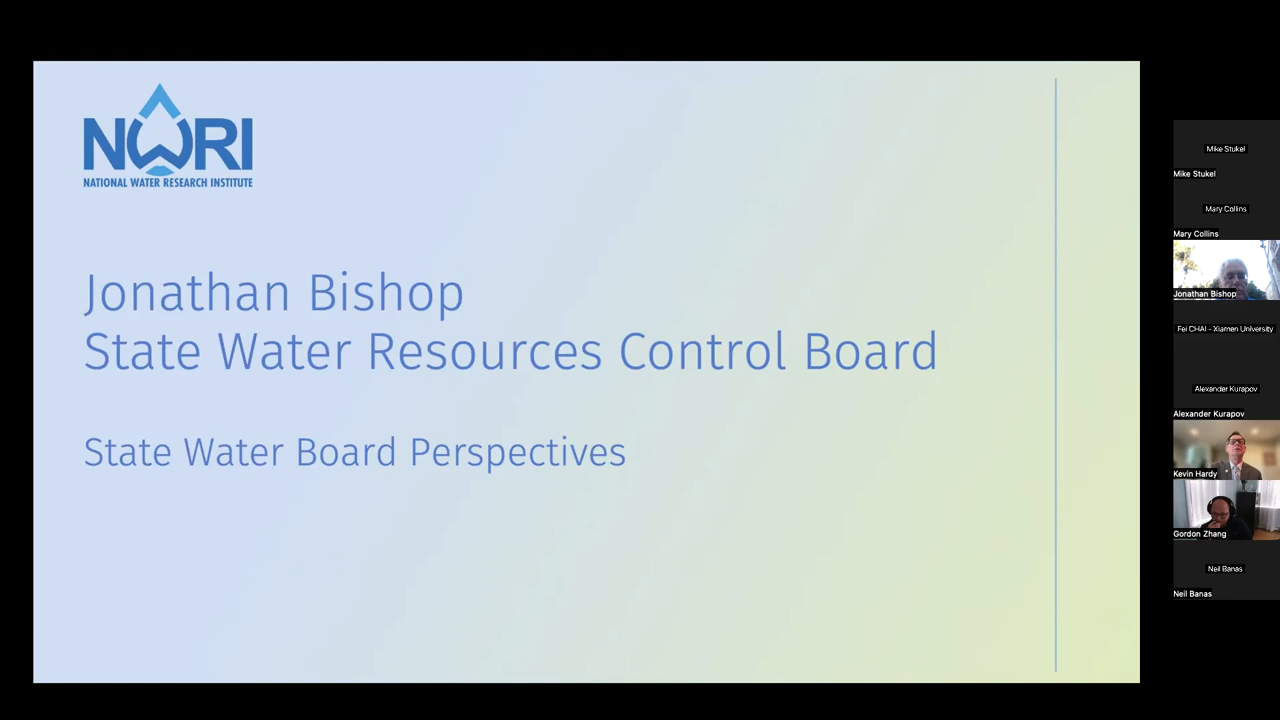 NWRI
NATIONAL WATER RESEARCH INSTITUTE
Jonathan Bishop
State Water Resources Control Board
State Water Board Perspectives
Mike Stukel
Mike Stukel
Mary Collins
Mary Collins
Jonathan Bishop
Fei CHAI - Xiamen University
Alexander Kurapov
Alexander Kurapov
Kevin Hardy
Gordon Zhang
Neil Banas
Neil Banas